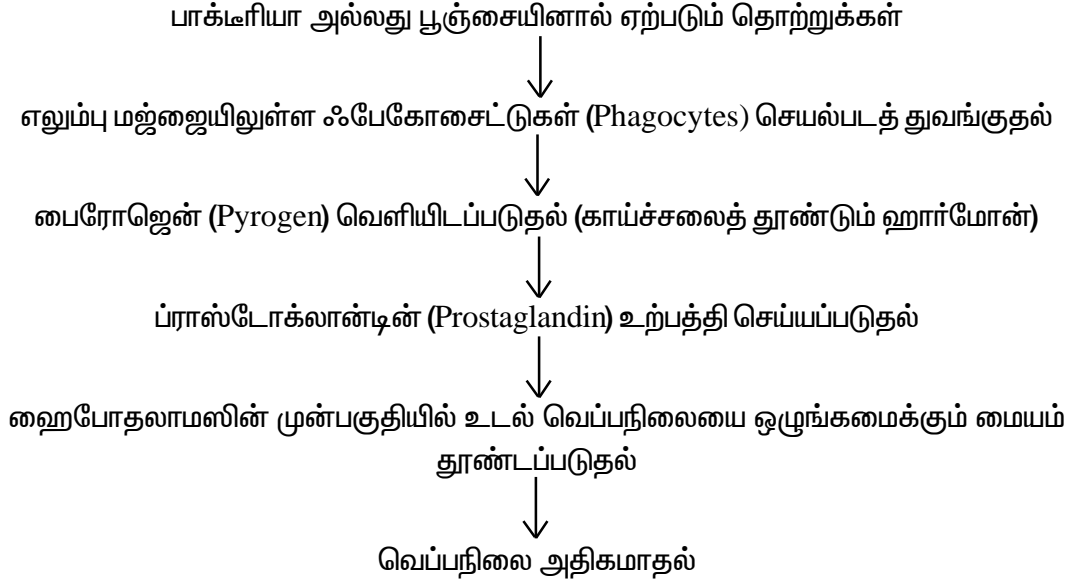 பாக்டீரியா அல்லது பூஞ்சையினால் ஏற்படும் தொற்றுக்கள்
எலும்பு மஜ்ஜையிலுள்ள ஃபேகோசைட்டுகள் (Phagocytes) செயல்படத் துவங்குதல்
பைரோஜென் (Pyrogen) வெளியிடப்படுதல் (காய்ச்சலைத் தூண்டும் ஹார்மோன்)
ப்ராஸ்டோக்லான்டின் (Prostaglandin) உற்பத்தி செய்யப்படுதல்
ஹைபோதலாமஸின் முன்பகுதியில் உடல் வெப்பநிலையை ஒழுங்கமைக்கும் மையம்
தூண்டப்படுதல்
வெப்பநிலை அதிகமாதல்